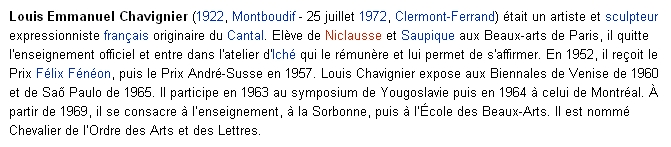 Louis Emmanuel Chavignier (1922, Montboudif - 25 juillet 1972, Clermont-Ferrand) était un artiste et sculpteur
expressionniste français originaire du Cantal. Elève de Niclausse et Saupique aux Beaux-arts de Paris, il quitte
l'enseignement officiel et entre dans l'atelier d'Iché qui le rémunère et lui permet de s'affirmer. En 1952, il reçoit le
Prix Félix Fénéon, puis le Prix André-Susse en 1957. Louis Chavignier expose aux Biennales de Venise de 1960
et de Saő Paulo de 1965. Il participe en 1963 au symposium de Yougoslavie puis en 1964 à celui de Montréal. À
partir de 1969, il se consacre à l'enseignement, à la Sorbonne, puis à l'École des Beaux-Arts. Il est nommé
Chevalier de l'Ordre des Arts et des Lettres.